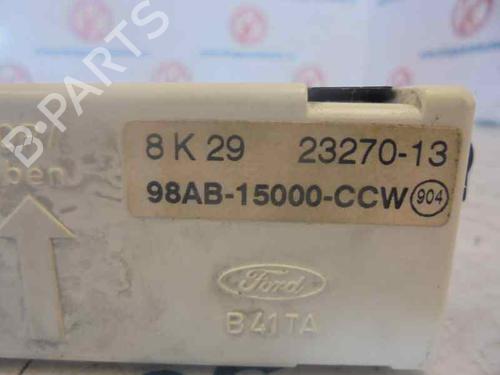 B-PARTS
8 K 29 23270-13
98AB-15000-CCW 904
ben
Ford
B41TA